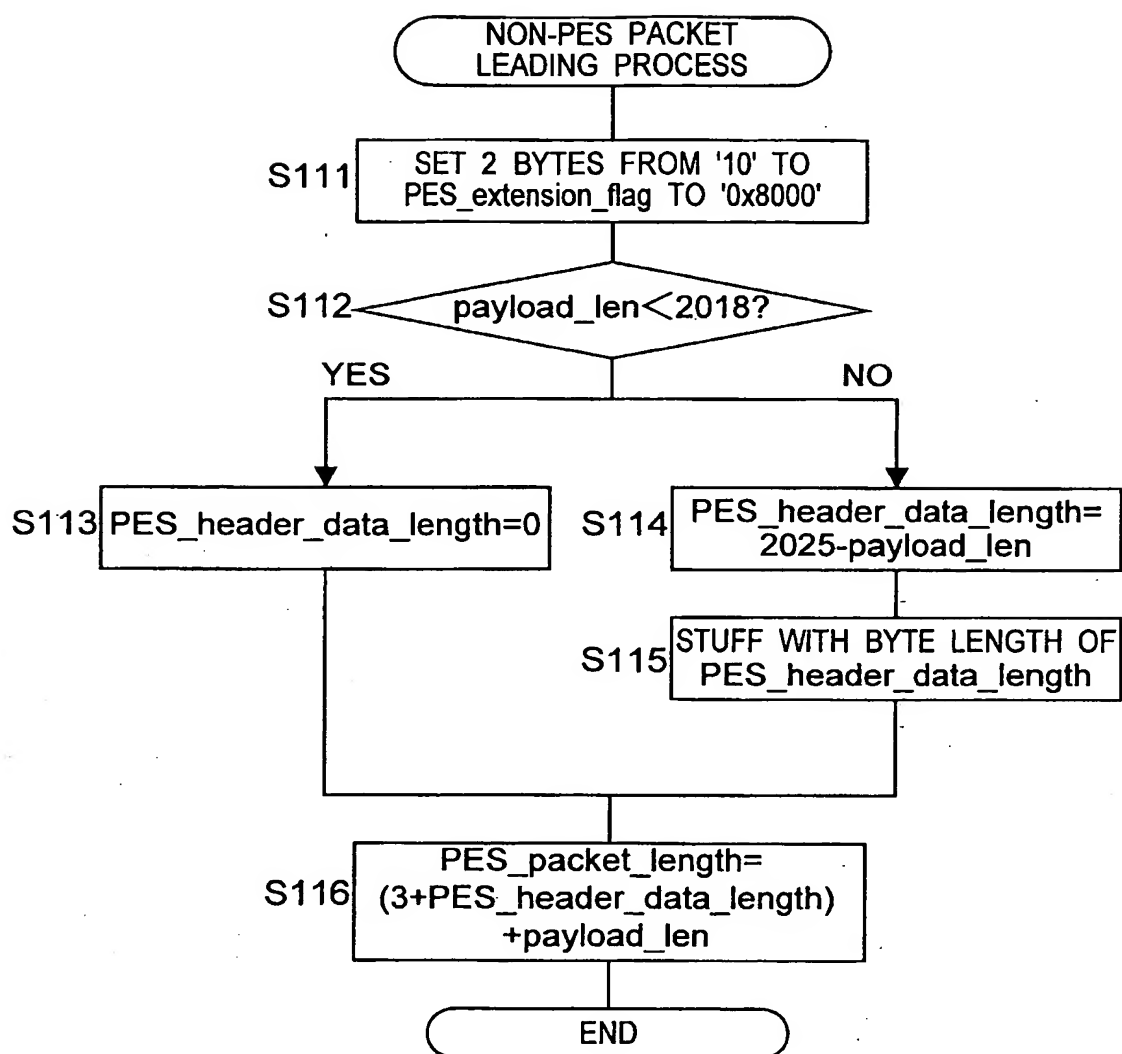 NON-PES PACKET
LEADING PROCESS
S111
SET 2 BYTES FROM '10' TO
PES_extension_flag TO '0x8000'
S112
payload_len<2018?
YES
NO
S113
PES_header_data_length=0
S114
PES_header_data_length=
2025-payload_len
S115
STUFF WITH BYTE LENGTH OF
PES_header_data_length
S116
PES_packet_length=
(3+PES_header_data_length)
+payload_len
END